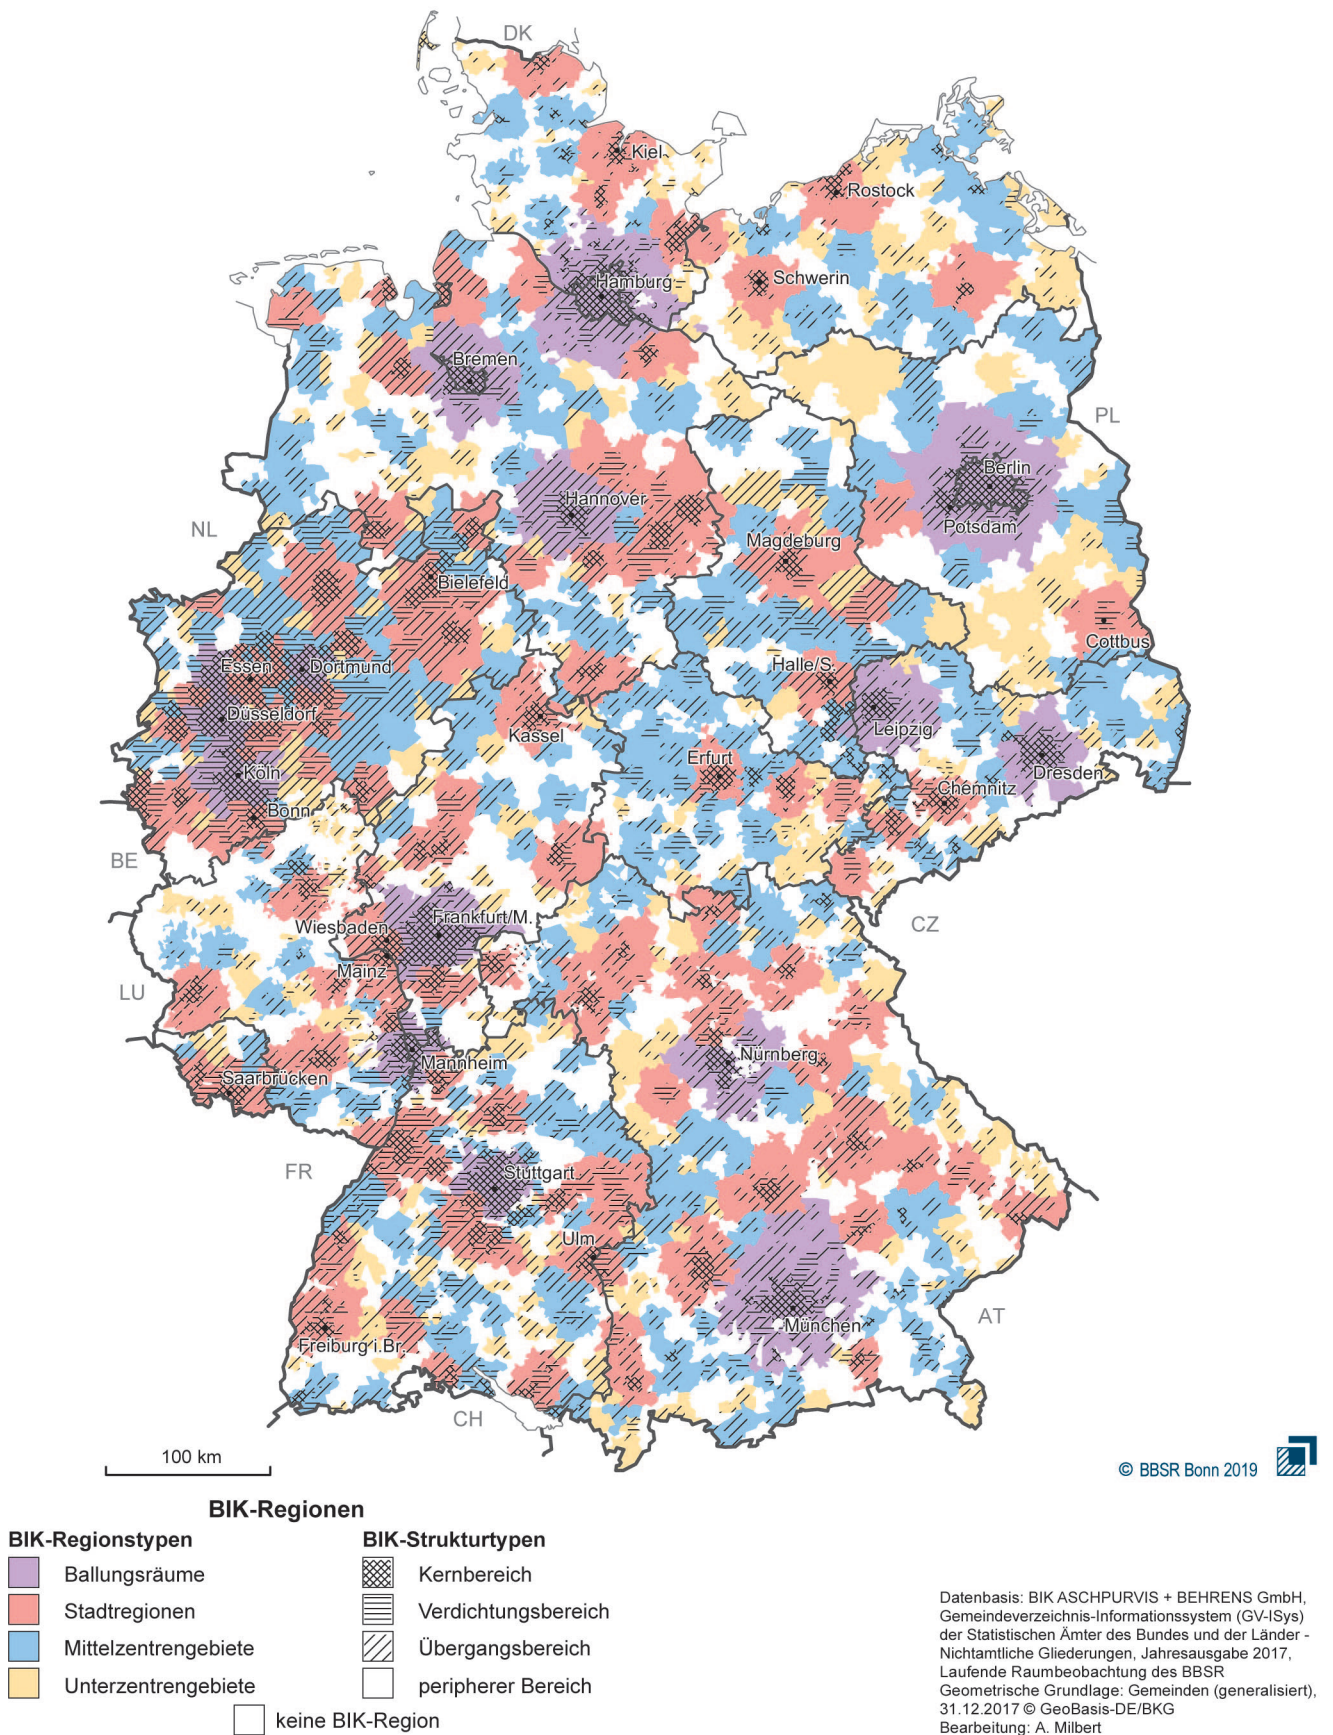 DK
Kiel
Rostock
Hamburg
Schwerin
Bremen
PL
Berlin
Hannover
Potsdam
NL
Magdeburg
Bielefeld
Cottbus
Essen
Dortmund
Halle/S.
Düsseldorf
Leipzig
Kassel
Erfurt
Köln
Dresden
Chemnitz
Bonn
BE
Wiesbaden
Frankfurt/M.
CZ
Mainz
LU
Nürnberg
Mannheim
Saarbrücken
FR
Stuttgart
Ulm
AT
München
Freiburg i.Br.
CH
100 km
© BBSR Bonn 2019
BIK-Regionen
BIK-Regionstypen
Ballungsräume
Stadtregionen
Mittelzentrengebiete
Unterzentrengebiete
BIK-Strukturtypen
Kernbereich
Verdichtungsbereich
Übergangsbereich
peripherer Bereich
keine BIK-Region
Datenbasis: BIK ASCHPURVIS + BEHRENS GmbH,
Gemeindeverzeichnis-Informationssystem (GV-ISys)
der Statistischen Ämter des Bundes und der Länder -
Nichtamtliche Gliederungen, Jahresausgabe 2017,
Laufende Raumbeobachtung des BBSR
Geometrische Grundlage: Gemeinden (generalisiert),
31.12.2017 © GeoBasis-DE/BKG
Bearbeitung: A. Milbert